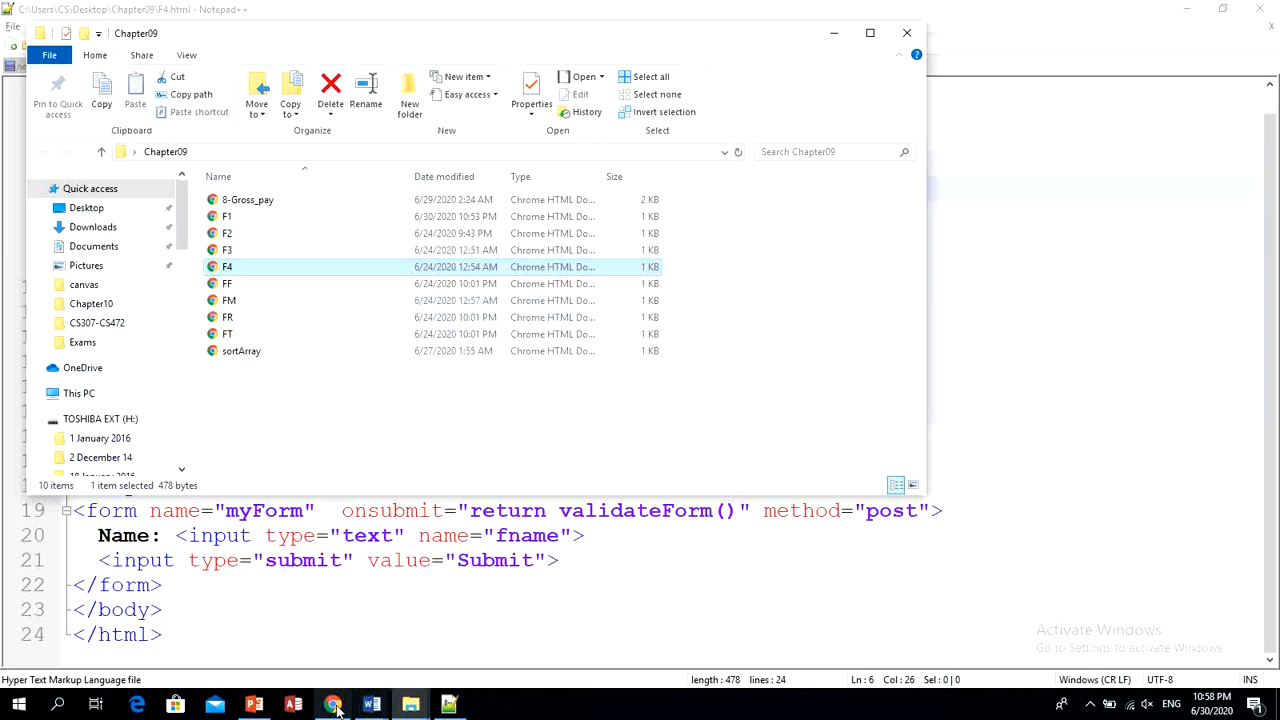 C:\Users\CS\Desktop\Chapter09\F4.html - Notepad++
File
Chapter09
File Home Share View
Pin to Quick access
Copy
Paste
Cut
Copy path
Paste shortcut
Move to
Copy to
Delete
Rename
New folder
New item
Easy access
Properties
Open
Edit
History
Select all
Select none
Invert selection
Clipboard Organize New Open Select
Chapter09
Search Chapter09
Name Date modified Type Size
8-Gross_pay 6/29/2020 2:24 AM Chrome HTML Do... 2 KB
F1 6/30/2020 10:53 PM Chrome HTML Do... 1 KB
F2 6/24/2020 9:43 PM Chrome HTML Do... 1 KB
F3 6/24/2020 12:51 AM Chrome HTML Do... 1 KB
F4 6/24/2020 12:54 AM Chrome HTML Do... 1 KB
FF 6/24/2020 10:01 PM Chrome HTML Do... 1 KB
FM 6/24/2020 12:57 AM Chrome HTML Do... 1 KB
FR 6/24/2020 10:01 PM Chrome HTML Do... 1 KB
FT 6/24/2020 10:01 PM Chrome HTML Do... 1 KB
sortArray 6/27/2020 1:55 AM Chrome HTML Do... 1 KB
Quick access
Desktop
Downloads
Documents
Pictures
canvas
Chapter10
CS307-CS472
Exams
OneDrive
This PC
TOSHIBA EXT (H:)
1 January 2016
2 December 14
10 items 1 item selected 478 bytes
19 <form name="myForm" onsubmit="return validateForm()" method="post">
20 Name: <input type="text" name="fname">
21 <input type="submit" value="Submit">
22 </form>
23 </body>
24 </html>
Activate Windows
Go to Settings to activate Windows.
Hyper Text Markup Language file length : 478 lines : 24 Ln : 6 Col : 26 Sel : 0 | 0 Windows (CR LF) UTF-8 INS
ENG
10:58 PM
6/30/2020